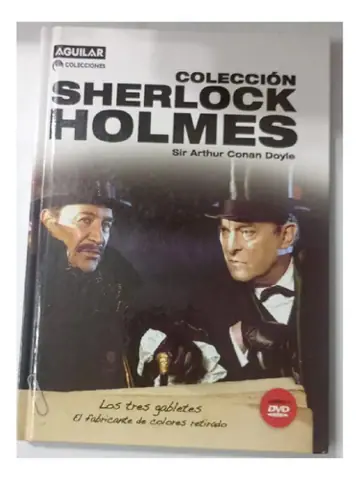 AGUILAR
COLECCIONES
COLECCIÓN
SHERLOCK
HOLMES
Sir Arthur Conan Doyle
Los tres gabletes
El fabricante de colores retirado
DVD